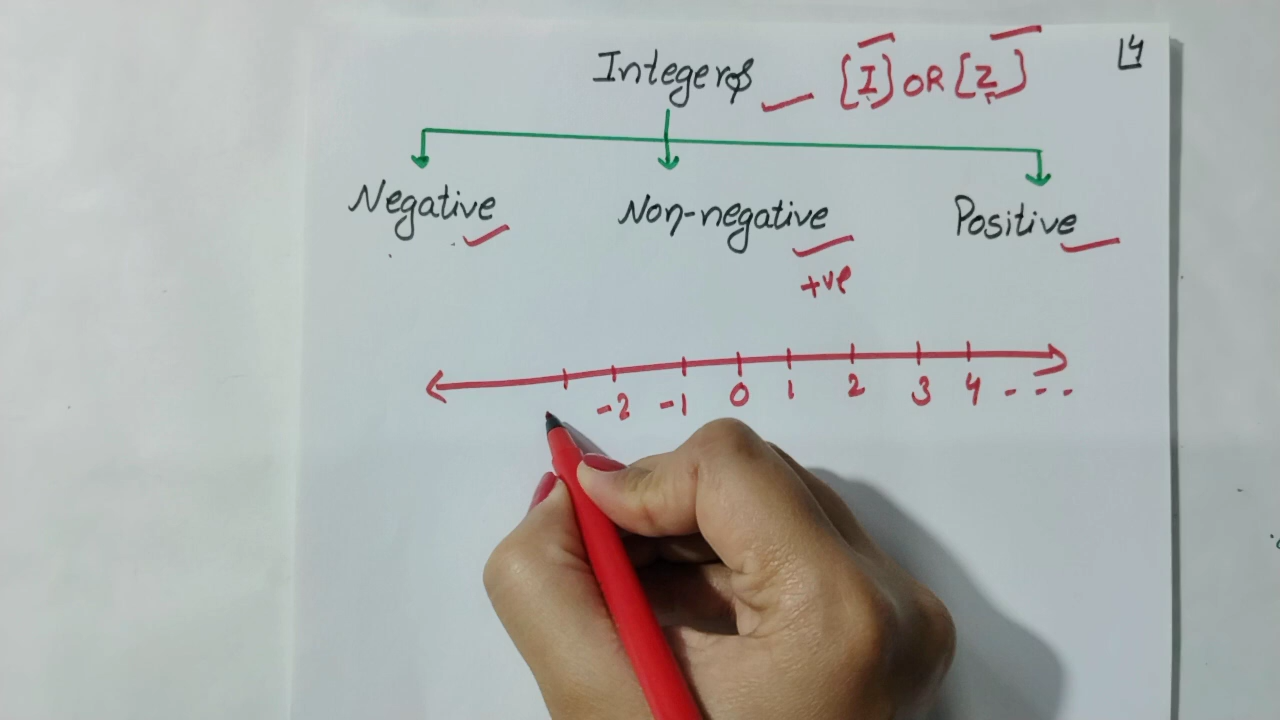 Integers [I] OR [Z] 4
Negative Non-negative Positive
+ve
-2 -1 0 1 2 3 4 - - -